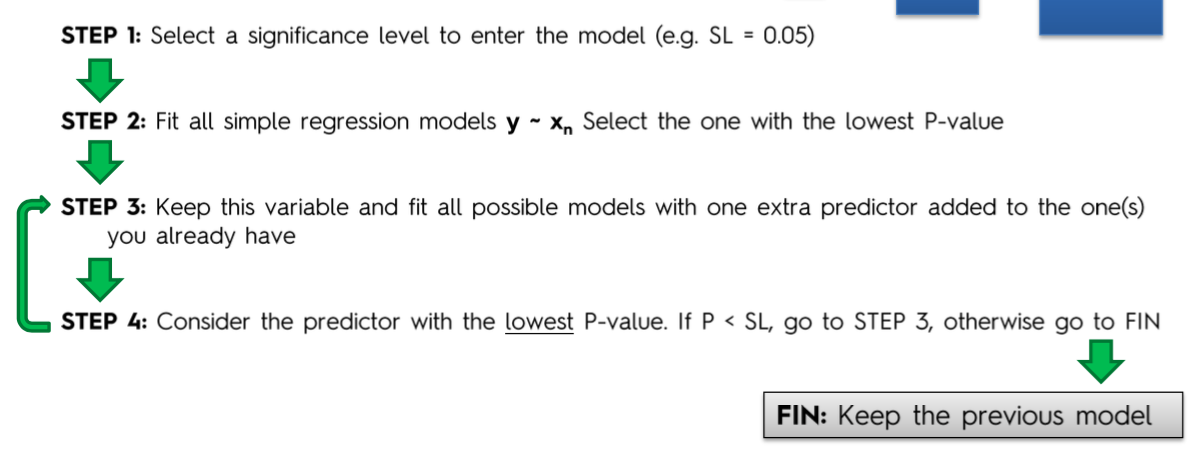 STEP 1: Select a significance level to enter the model (e.g. SL = 0.05)
STEP 2: Fit all simple regression models y ~ xn Select the one with the lowest P-value
STEP 3: Keep this variable and fit all possible models with one extra predictor added to the one(s)
you already have
STEP 4: Consider the predictor with the lowest P-value. If P < SL, go to STEP 3, otherwise go to FIN
FIN: Keep the previous model